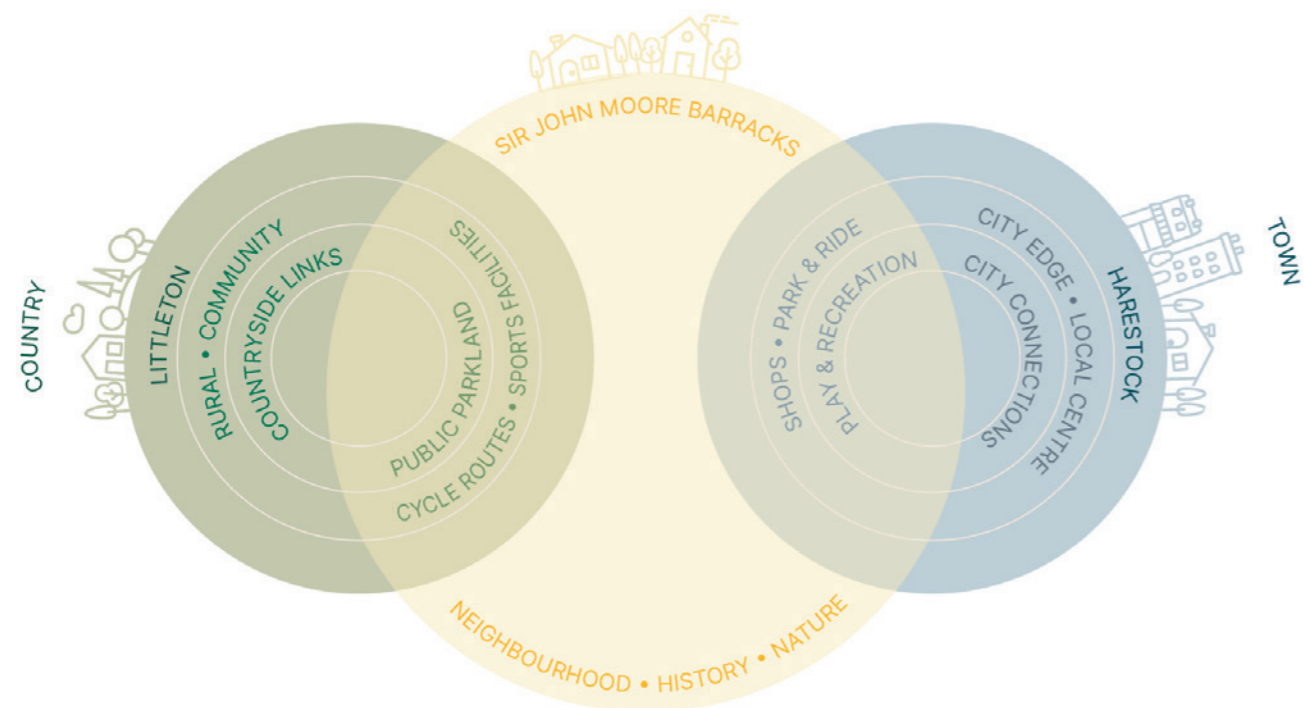 SIR JOHN MOORE BARRACKS
COUNTRY
LITTLETON
RURAL • COMMUNITY
COUNTRYSIDE LINKS
PUBLIC PARKLAND
CYCLE ROUTES • SPORTS FACILITIES
SHOPS • PARK & RIDE
PLAY & RECREATION
CITY CONNECTIONS
CITY EDGE • LOCAL CENTRE
HARESTOCK
TOWN
NEIGHBOURHOOD • HISTORY • NATURE